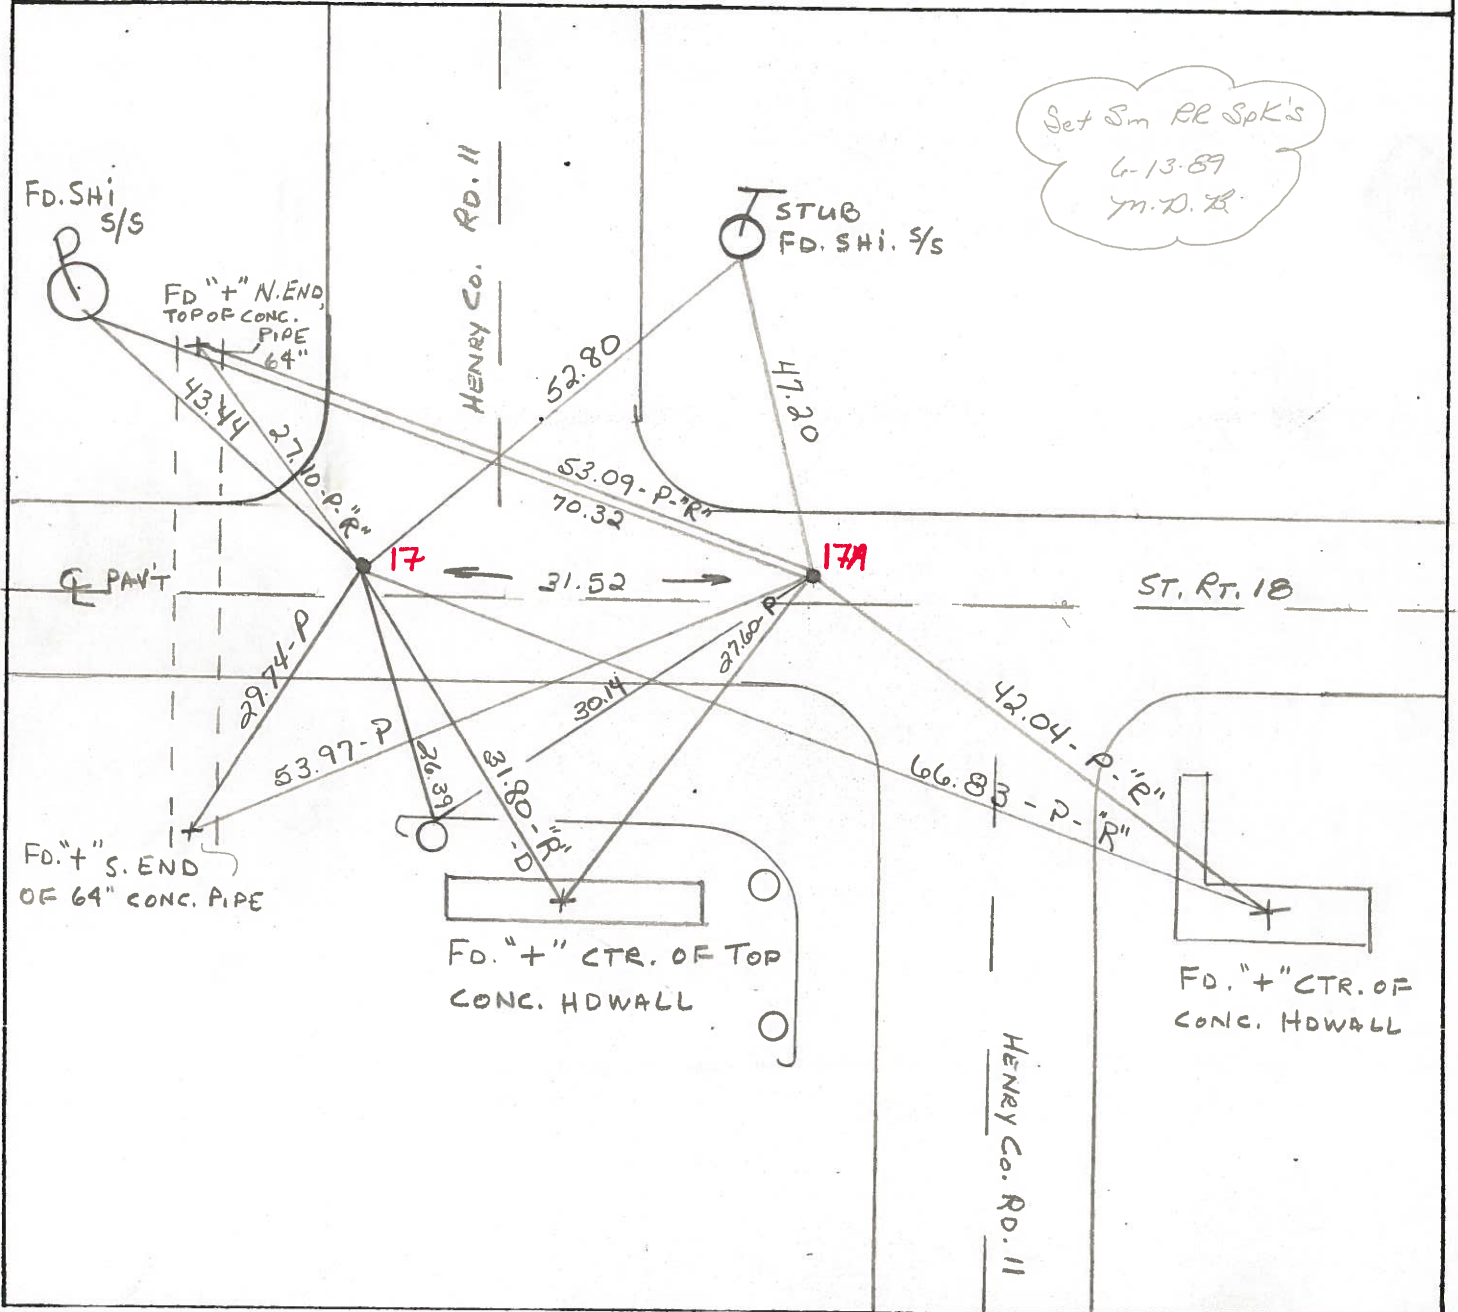 Set Sm RR Spk's
6-13-89
M.D.B.
FD. SHi
S/S
P
STUB
FD. SHi. S/S
HENRY Co. RD. 11
FD "+" N. END,
TOP OF CONC.
PIPE
64"
52.80
47.20
43.44
27.10-P-"R"
53.09-P-"R"
70.32
17
31.52
17A
℄ PAV'T
ST. RT. 18
29.74-P
27.60-P
30.14
53.97-P
26.39
31.80-"R"
-P
42.04-P-"R"
66.83-P-"R"
FD. "+" S. END
OF 64" CONC. PIPE
FD. "+" CTR. OF TOP
CONC. HDWALL
FD. "+" CTR. OF
CONC. HDWALL
HENRY Co. RD. 11